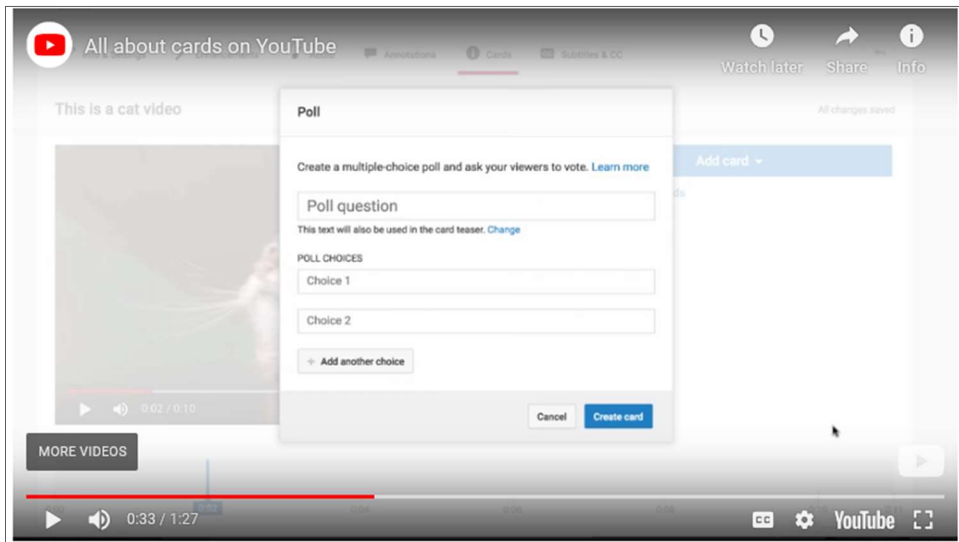 All about cards on YouTube
Watch later
Share
Info
Annotations
Cards
Subtitles & CC
This is a cat video
All changes saved
Poll
Create a multiple-choice poll and ask your viewers to vote. Learn more
Add card
Poll question
This text will also be used in the card teaser. Change
POLL CHOICES
Choice 1
Choice 2
+ Add another choice
0:02 / 0:10
Cancel
Create card
MORE VIDEOS
0:33 / 1:27
CC
YouTube